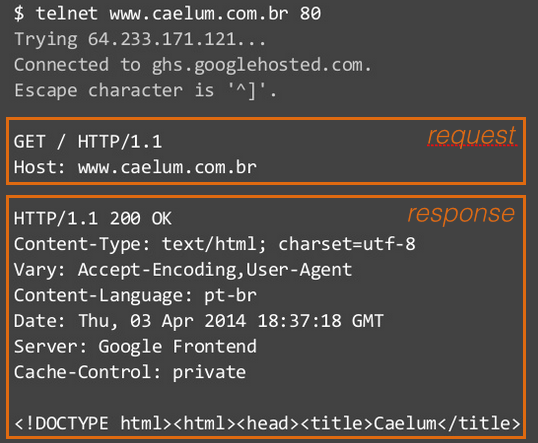 $ telnet www.caelum.com.br 80
Trying 64.233.171.121...
Connected to ghs.googlehosted.com.
Escape character is '^]'.
request
GET / HTTP/1.1
Host: www.caelum.com.br
response
HTTP/1.1 200 OK
Content-Type: text/html; charset=utf-8
Vary: Accept-Encoding,User-Agent
Content-Language: pt-br
Date: Thu, 03 Apr 2014 18:37:18 GMT
Server: Google Frontend
Cache-Control: private
<!DOCTYPE html><html><head><title>Caelum</title>